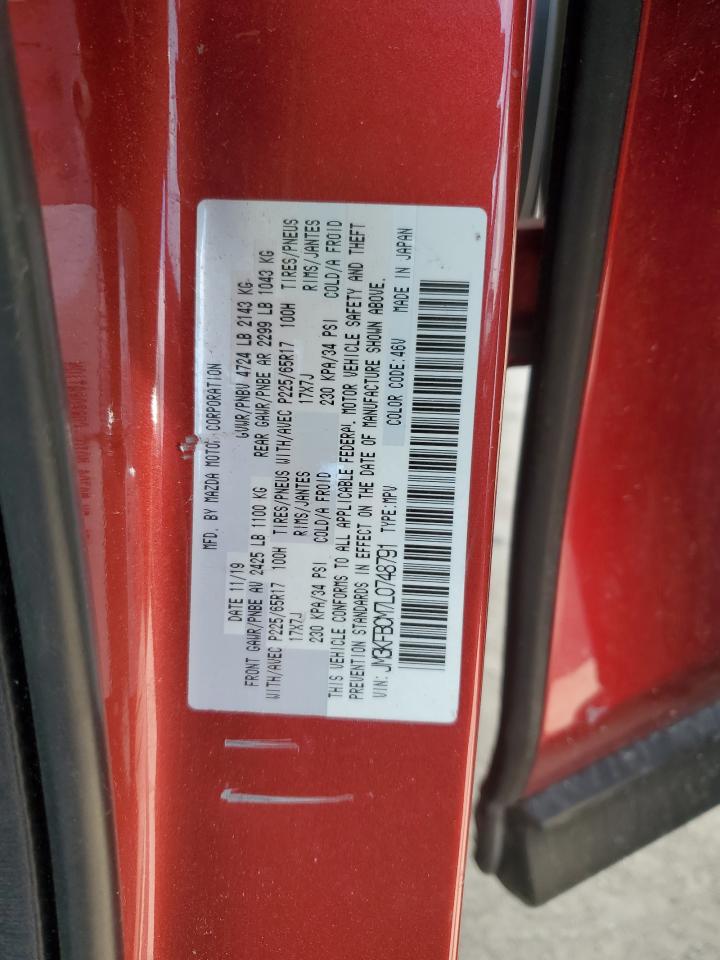 MFD. BY MAZDA MOTOR CORPORATION
DATE 11/19 GVWR/PNBV 4724 LB 2143 KG
FRONT GAWR/PNBE AV 2425 LB 1100 KG REAR GAWR/PNBE AR 2299 LB 1043 KG
WITH/AVEC P225/65R17 100H TIRES/PNEUS WITH/AVEC P225/65R17 100H TIRES/PNEUS
17X7J RIMS/JANTES 17X7J RIMS/JANTES
230 KPA/34 PSI COLD/A FROID 230 KPA/34 PSI COLD/A FROID
THIS VEHICLE CONFORMS TO ALL APPLICABLE FEDERAL MOTOR VEHICLE SAFETY AND THEFT
PREVENTION STANDARDS IN EFFECT ON THE DATE OF MANUFACTURE SHOWN ABOVE.
VIN: JM3KFBCM7L0748791 TYPE:MPV COLOR CODE:46V MADE IN JAPAN